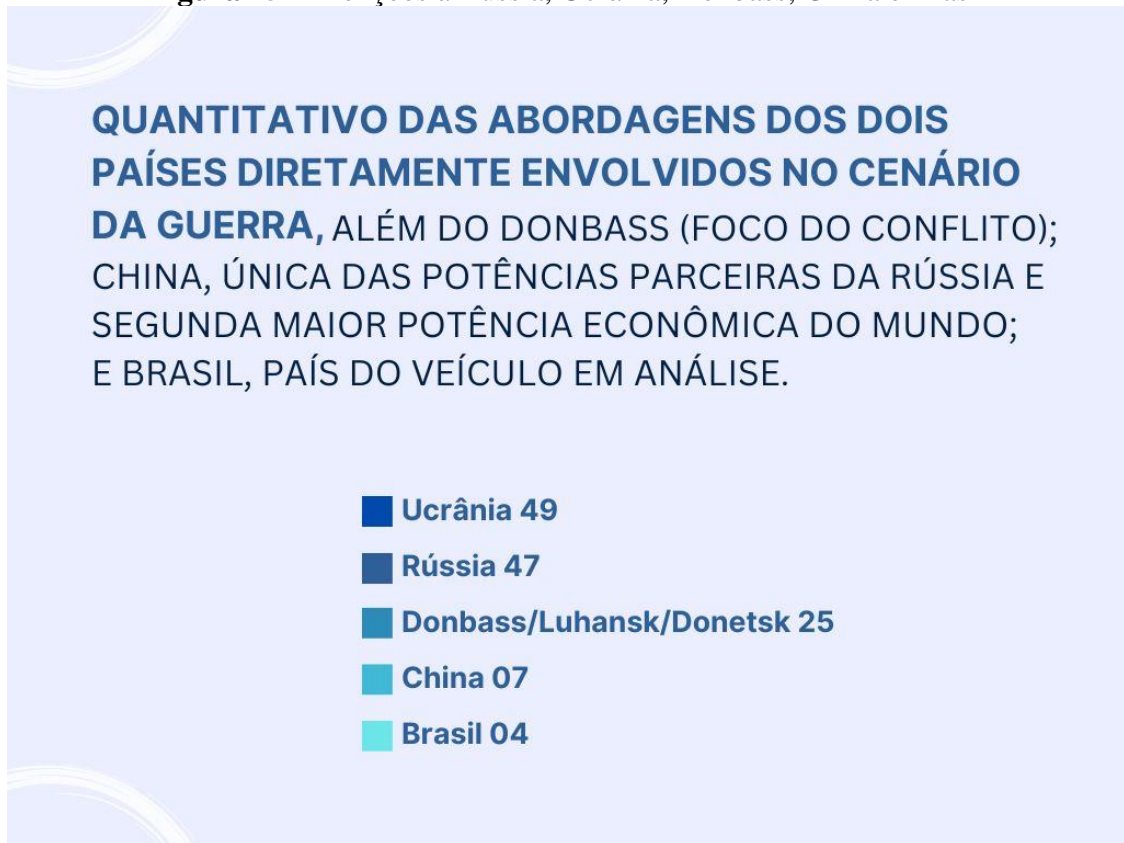 QUANTITATIVO DAS ABORDAGENS DOS DOIS
PAÍSES DIRETAMENTE ENVOLVIDOS NO CENÁRIO
DA GUERRA, ALÉM DO DONBASS (FOCO DO CONFLITO);
CHINA, ÚNICA DAS POTÊNCIAS PARCEIRAS DA RÚSSIA E
SEGUNDA MAIOR POTÊNCIA ECONÔMICA DO MUNDO;
E BRASIL, PAÍS DO VEÍCULO EM ANÁLISE.
Ucrânia 49
Rússia 47
Donbass/Luhansk/Donetsk 25
China 07
Brasil 04